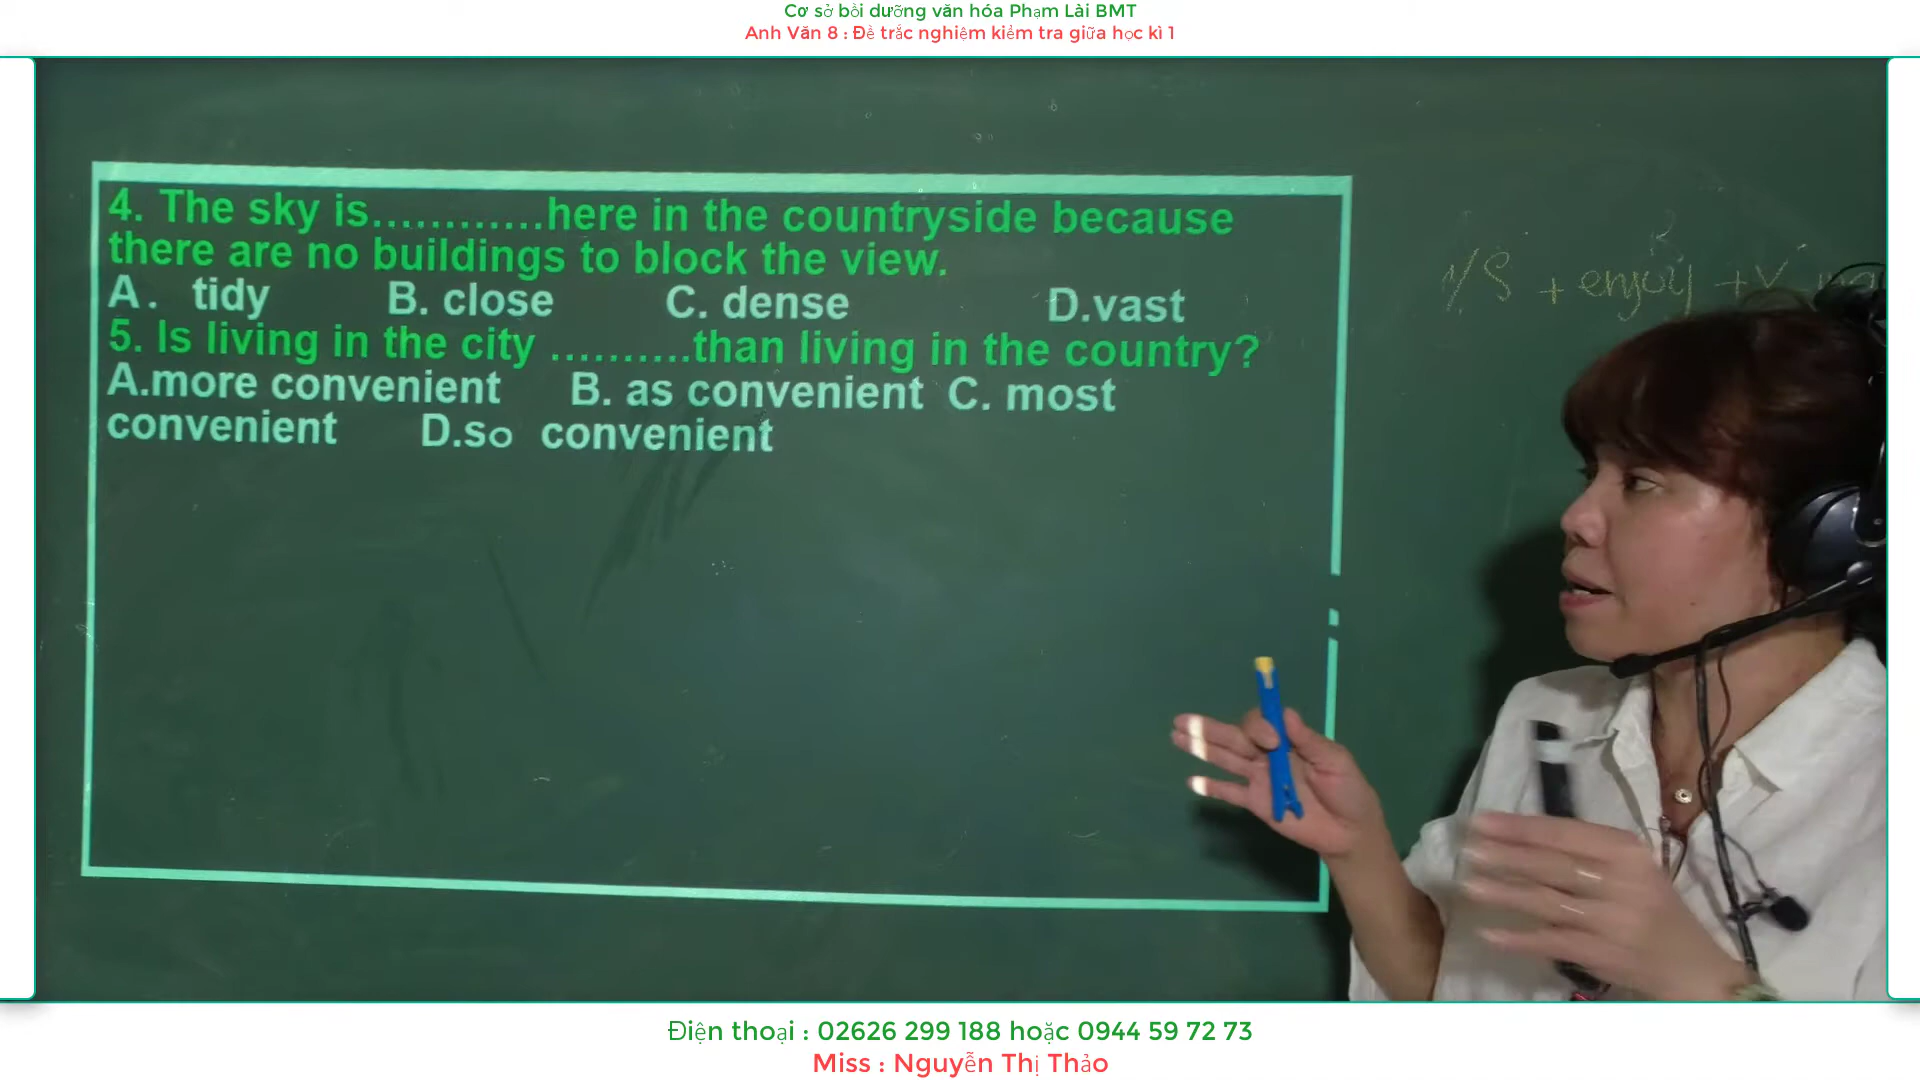 Cơ sở bồi dưỡng văn hóa Phạm Lài BMT
Anh Văn 8 : Đề trắc nghiệm kiểm tra giữa học kì 1
4. The sky is............here in the countryside because
there are no buildings to block the view.
A. tidy B. close C. dense D.vast
5. Is living in the city ..........than living in the country?
A.more convenient B. as convenient C. most
convenient D.so convenient
/S + enjoy + V
Điện thoại : 02626 299 188 hoặc 0944 59 72 73
Miss : Nguyễn Thị Thảo